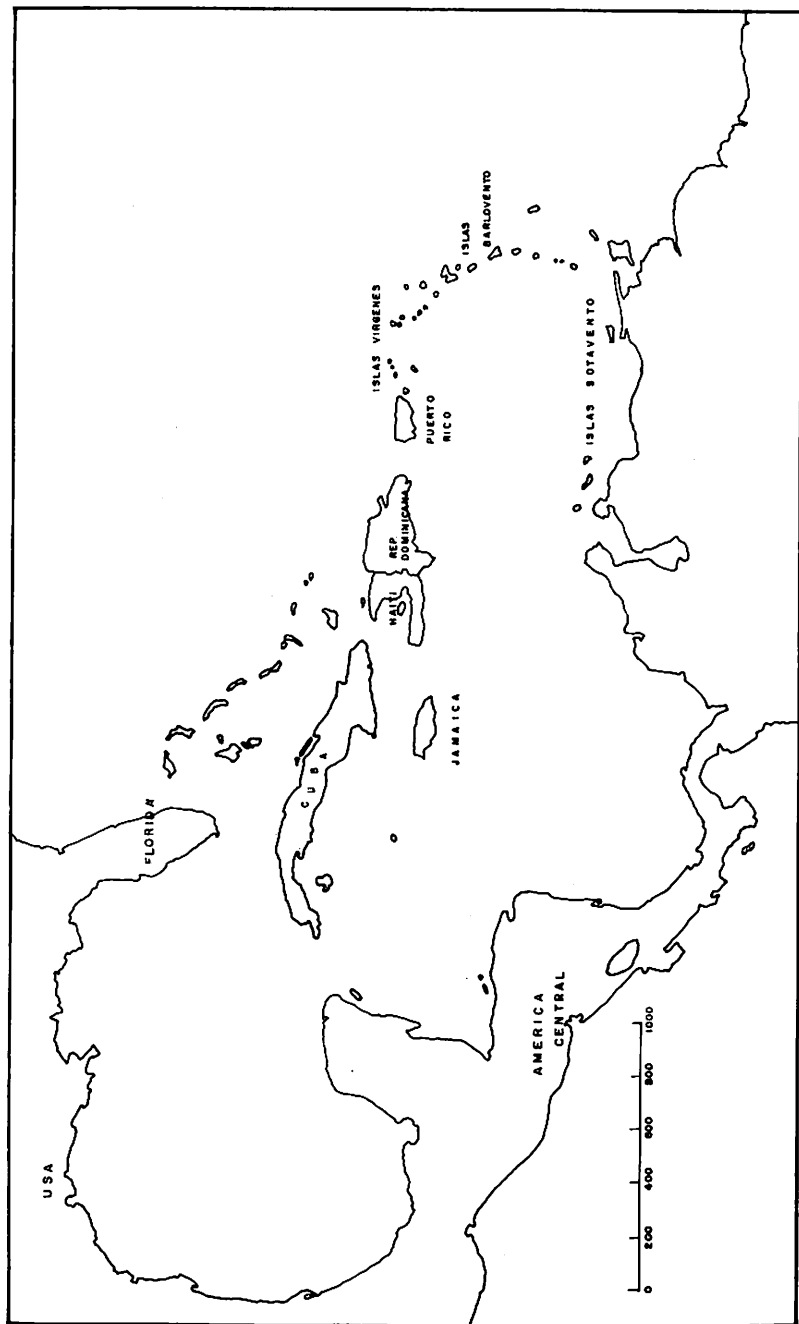 USA
FLORIDA
CUBA
JAMAICA
HAITI
REP.
DOMINICANA
PUERTO
RICO
ISLAS VIRGENES
ISLAS
BARLOVENTO
ISLAS SOTAVENTO
AMERICA
CENTRAL
0 200 400 600 800 1000